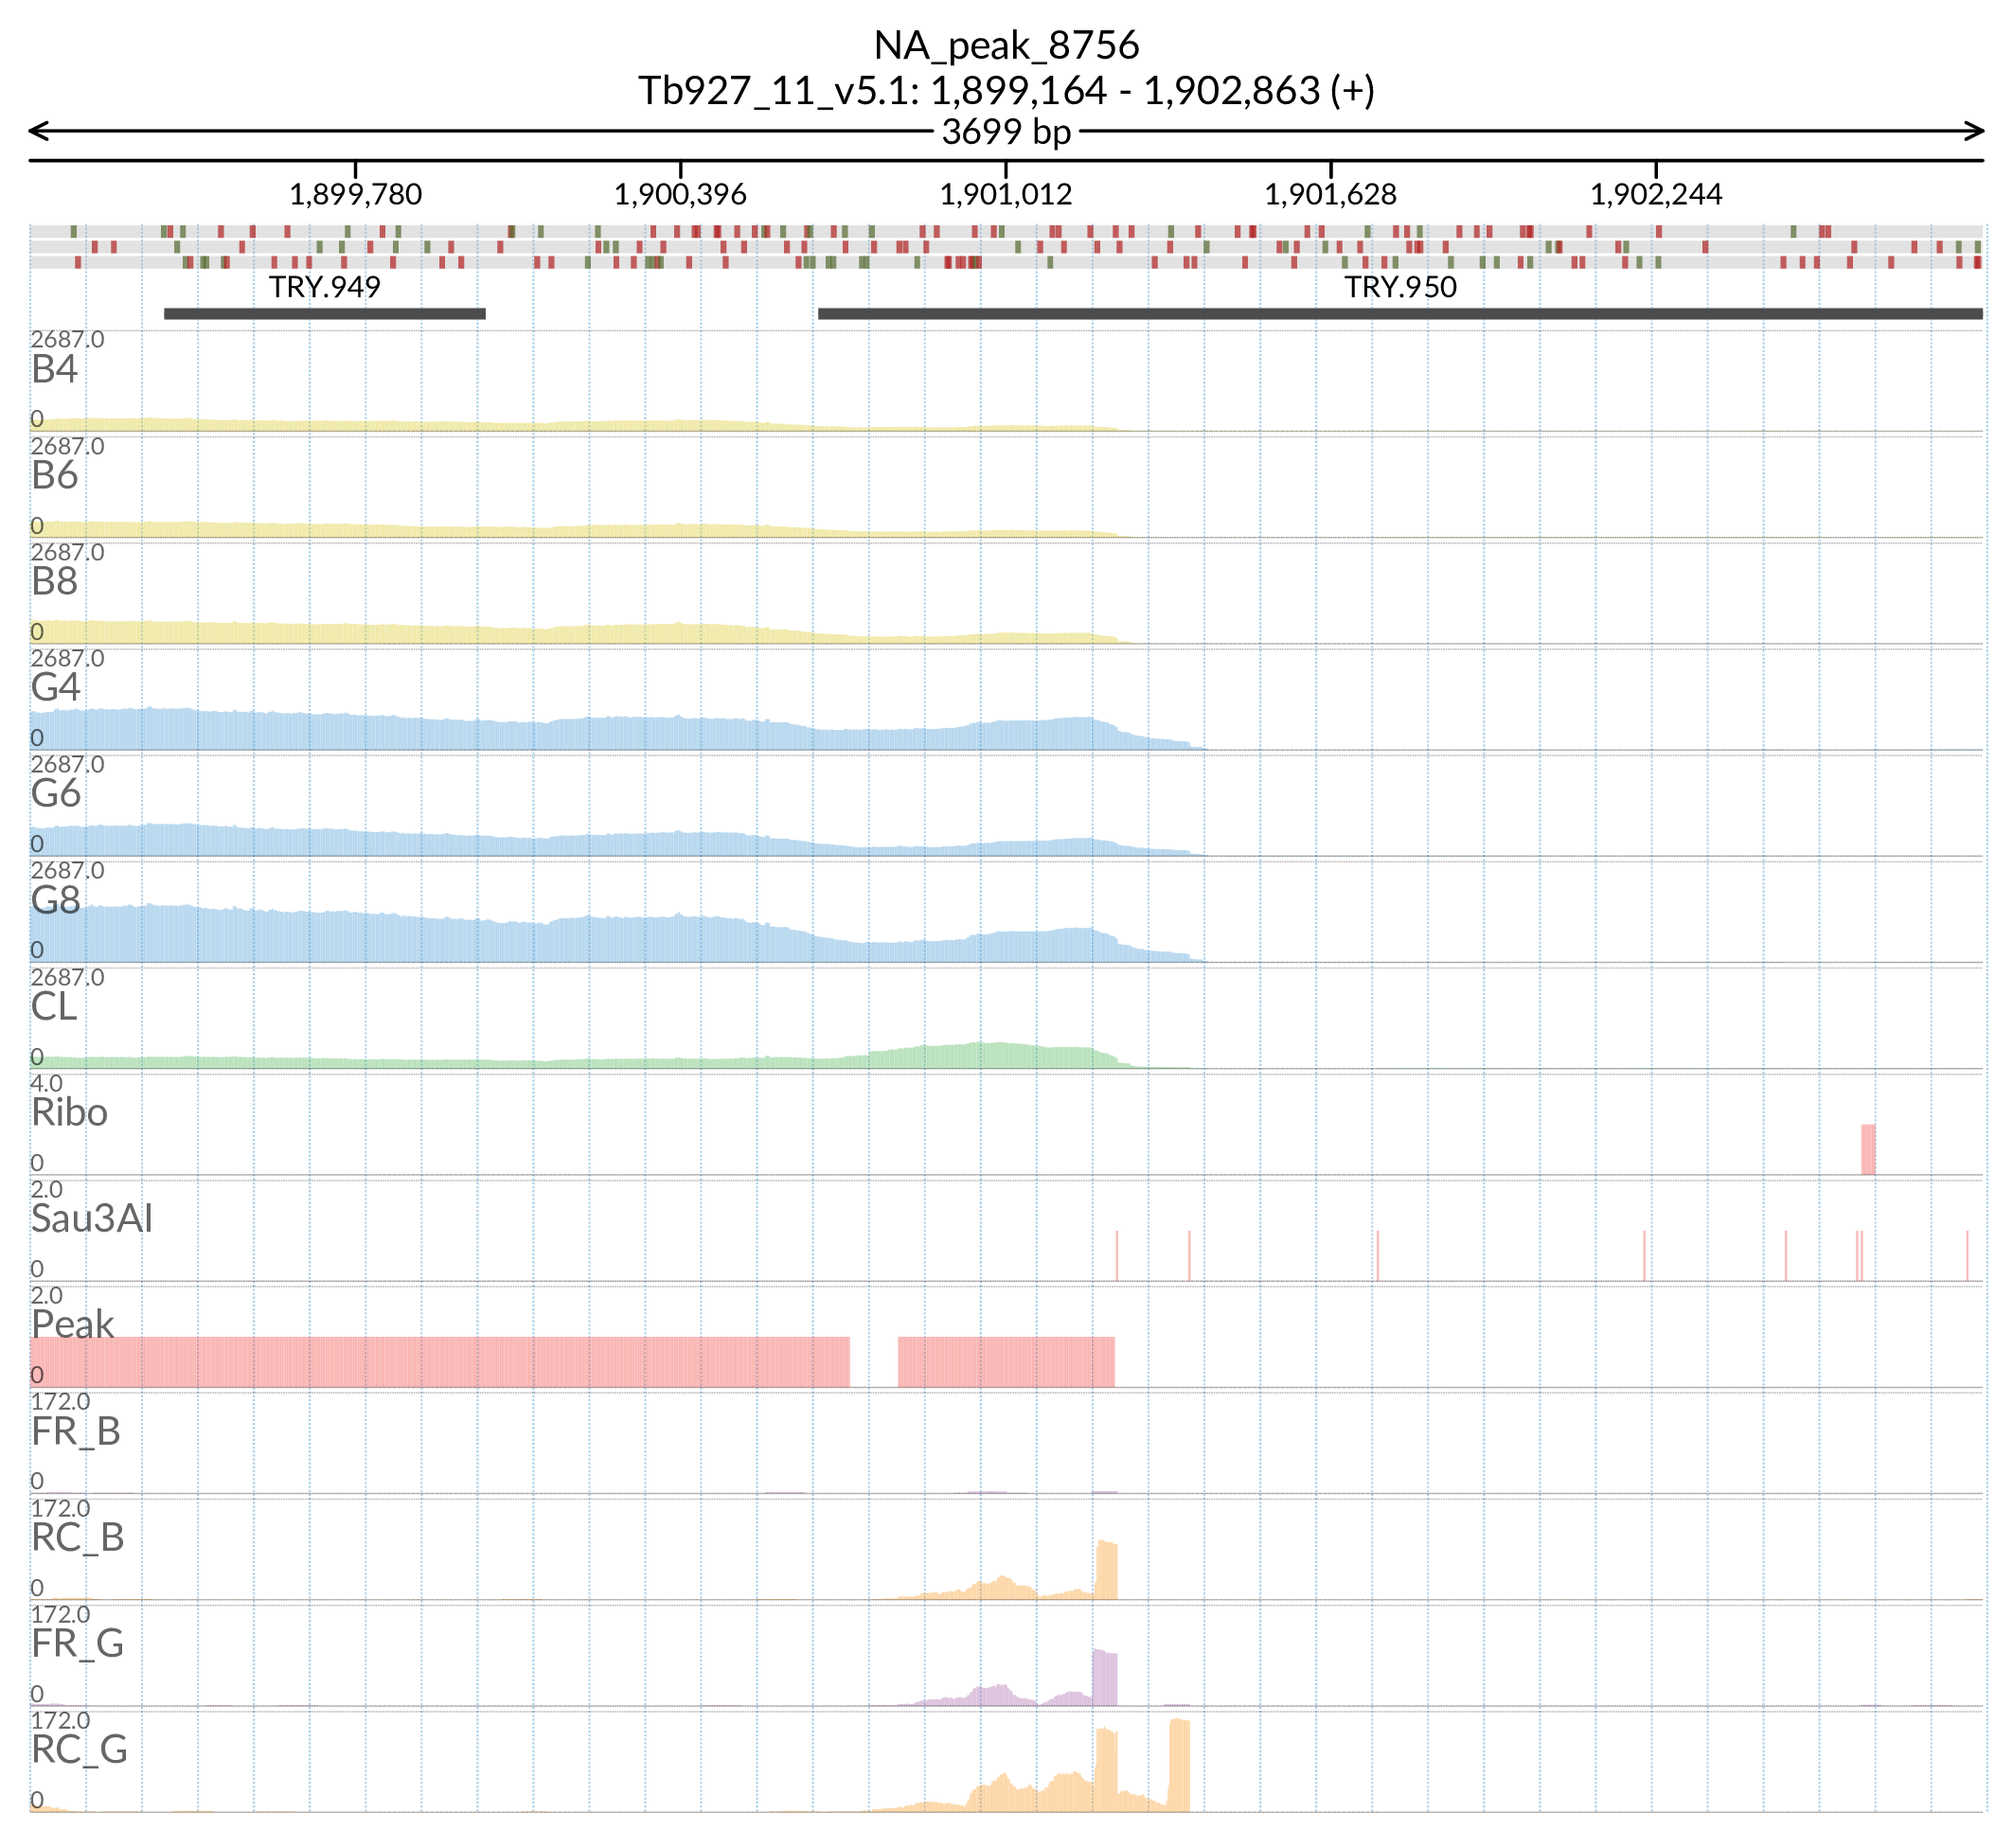 NA_peak_8756
Tb927_11_v5.1: 1,899,164 - 1,902,863 (+)
3699 bp
1,899,780 1,900,396 1,901,012 1,901,628 1,902,244
TRY.949 TRY.950
2687.0
B4
0
2687.0
B6
0
2687.0
B8
0
2687.0
G4
0
2687.0
G6
0
2687.0
G8
0
2687.0
CL
0
4.0
Ribo
0
2.0
Sau3AI
0
2.0
Peak
0
172.0
FR_B
0
172.0
RC_B
0
172.0
FR_G
0
172.0
RC_G
0